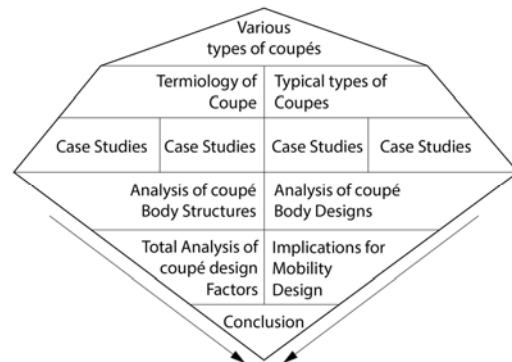 Various
types of coupés
Termiology of
Coupe
Typical types of
Coupes
Case Studies
Case Studies
Case Studies
Case Studies
Analysis of coupé
Body Structures
Analysis of coupé
Body Designs
Total Analysis of
coupé design
Factors
Implications for
Mobility
Design
Conclusion